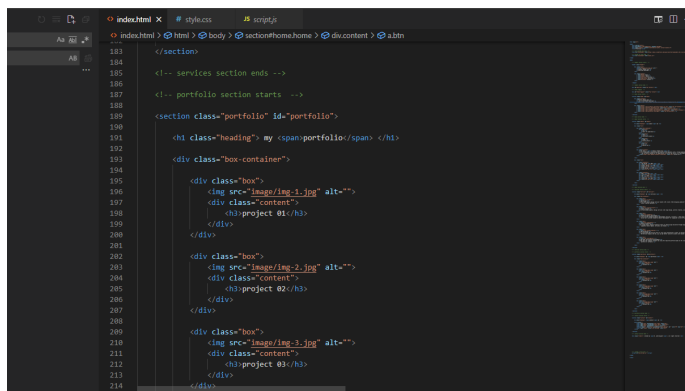 index.html × # style.css JS script.js
index.html > html > body > section#home.home > div.content > a.btn
Aa
AB
183 </section>
184
185 <!-- services section ends -->
186
187 <!-- portfolio section starts  -->
188
189 <section class="portfolio" id="portfolio">
190
191 <h1 class="heading"> my <span>portfolio</span> </h1>
192
193 <div class="box-container">
194
195 <div class="box">
196 <img src="image/img-1.jpg" alt="">
197 <div class="content">
198 <h3>project 01</h3>
199 </div>
200 </div>
201
202 <div class="box">
203 <img src="image/img-2.jpg" alt="">
204 <div class="content">
205 <h3>project 02</h3>
206 </div>
207 </div>
208
209 <div class="box">
210 <img src="image/img-3.jpg" alt="">
211 <div class="content">
212 <h3>project 03</h3>
213 </div>
214 </div>